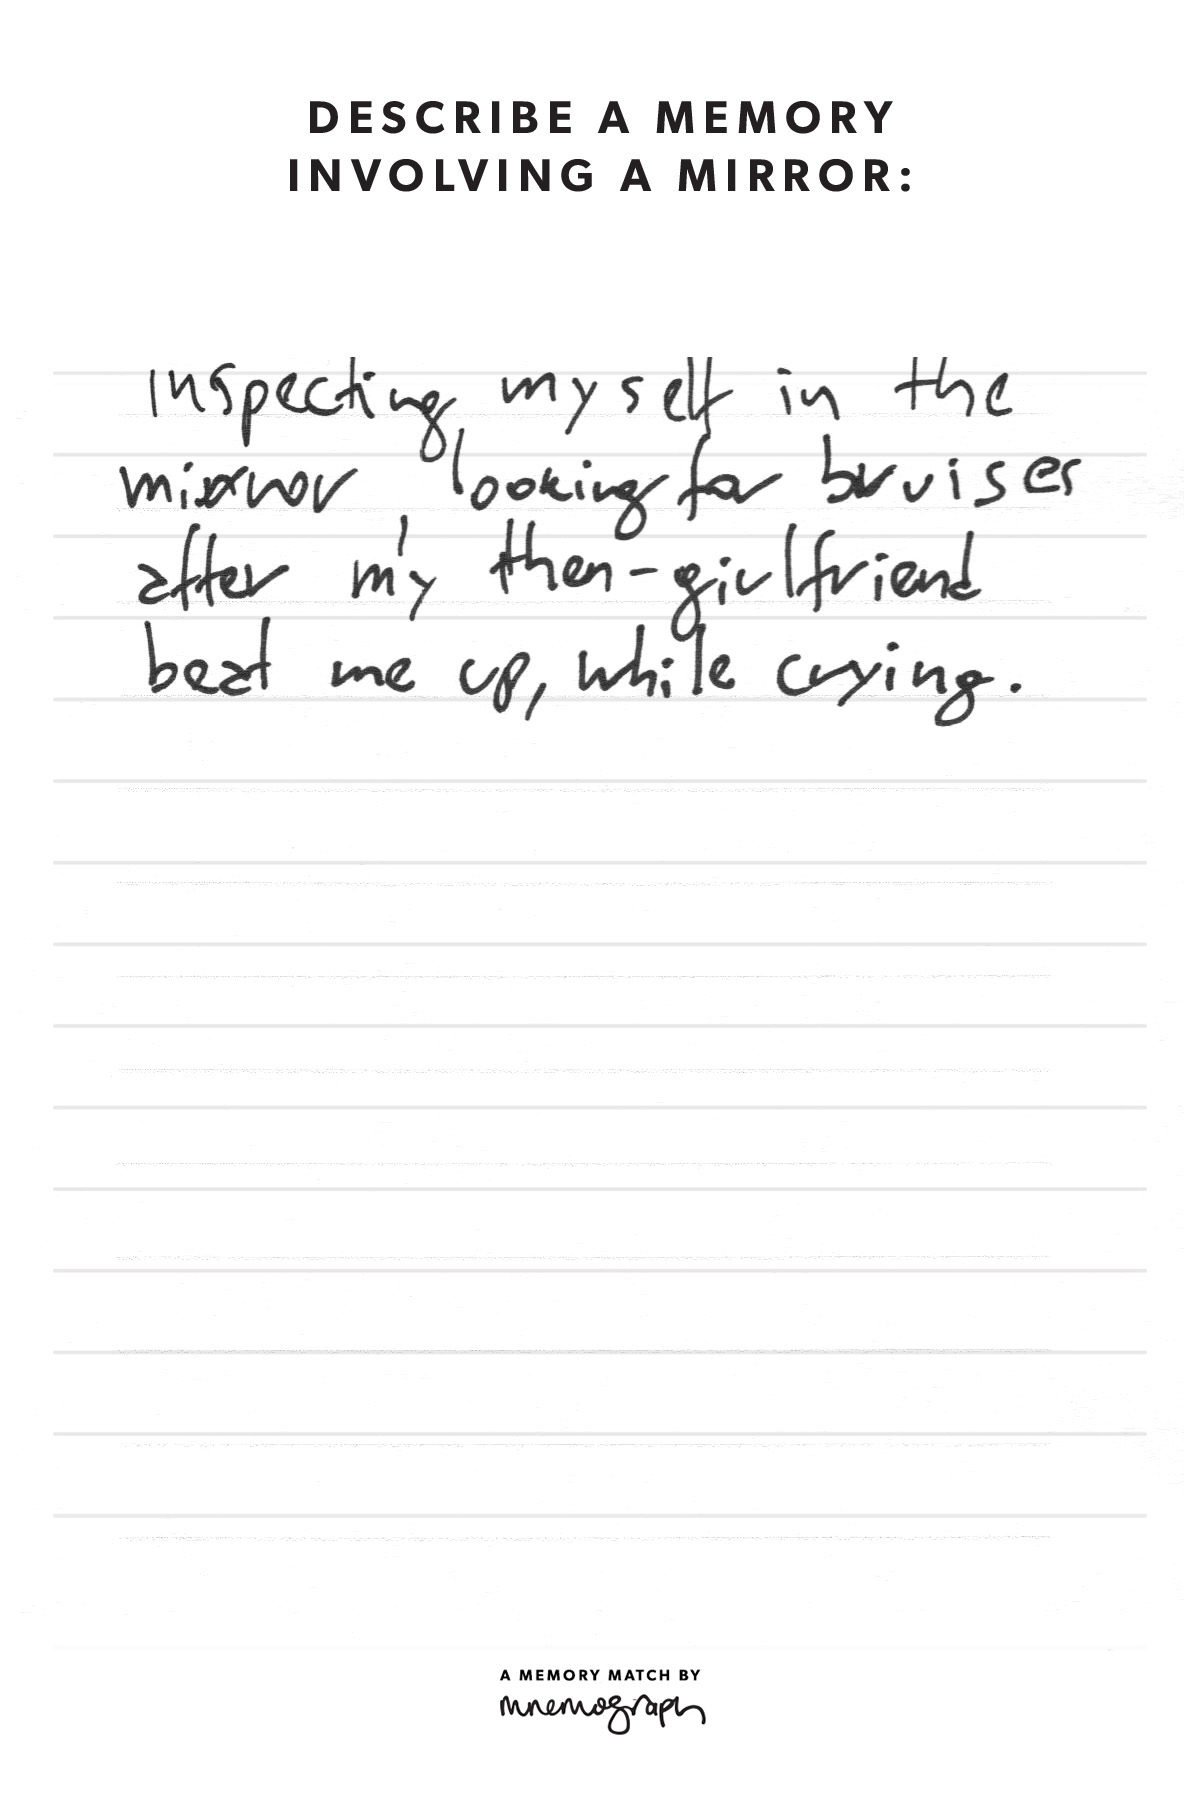 DESCRIBE A MEMORY
INVOLVING A MIRROR:
Inspecting myself in the
mirror looking for bruises
after my then-girlfriend
beat me up, while crying.
A MEMORY MATCH BY
mnemograph